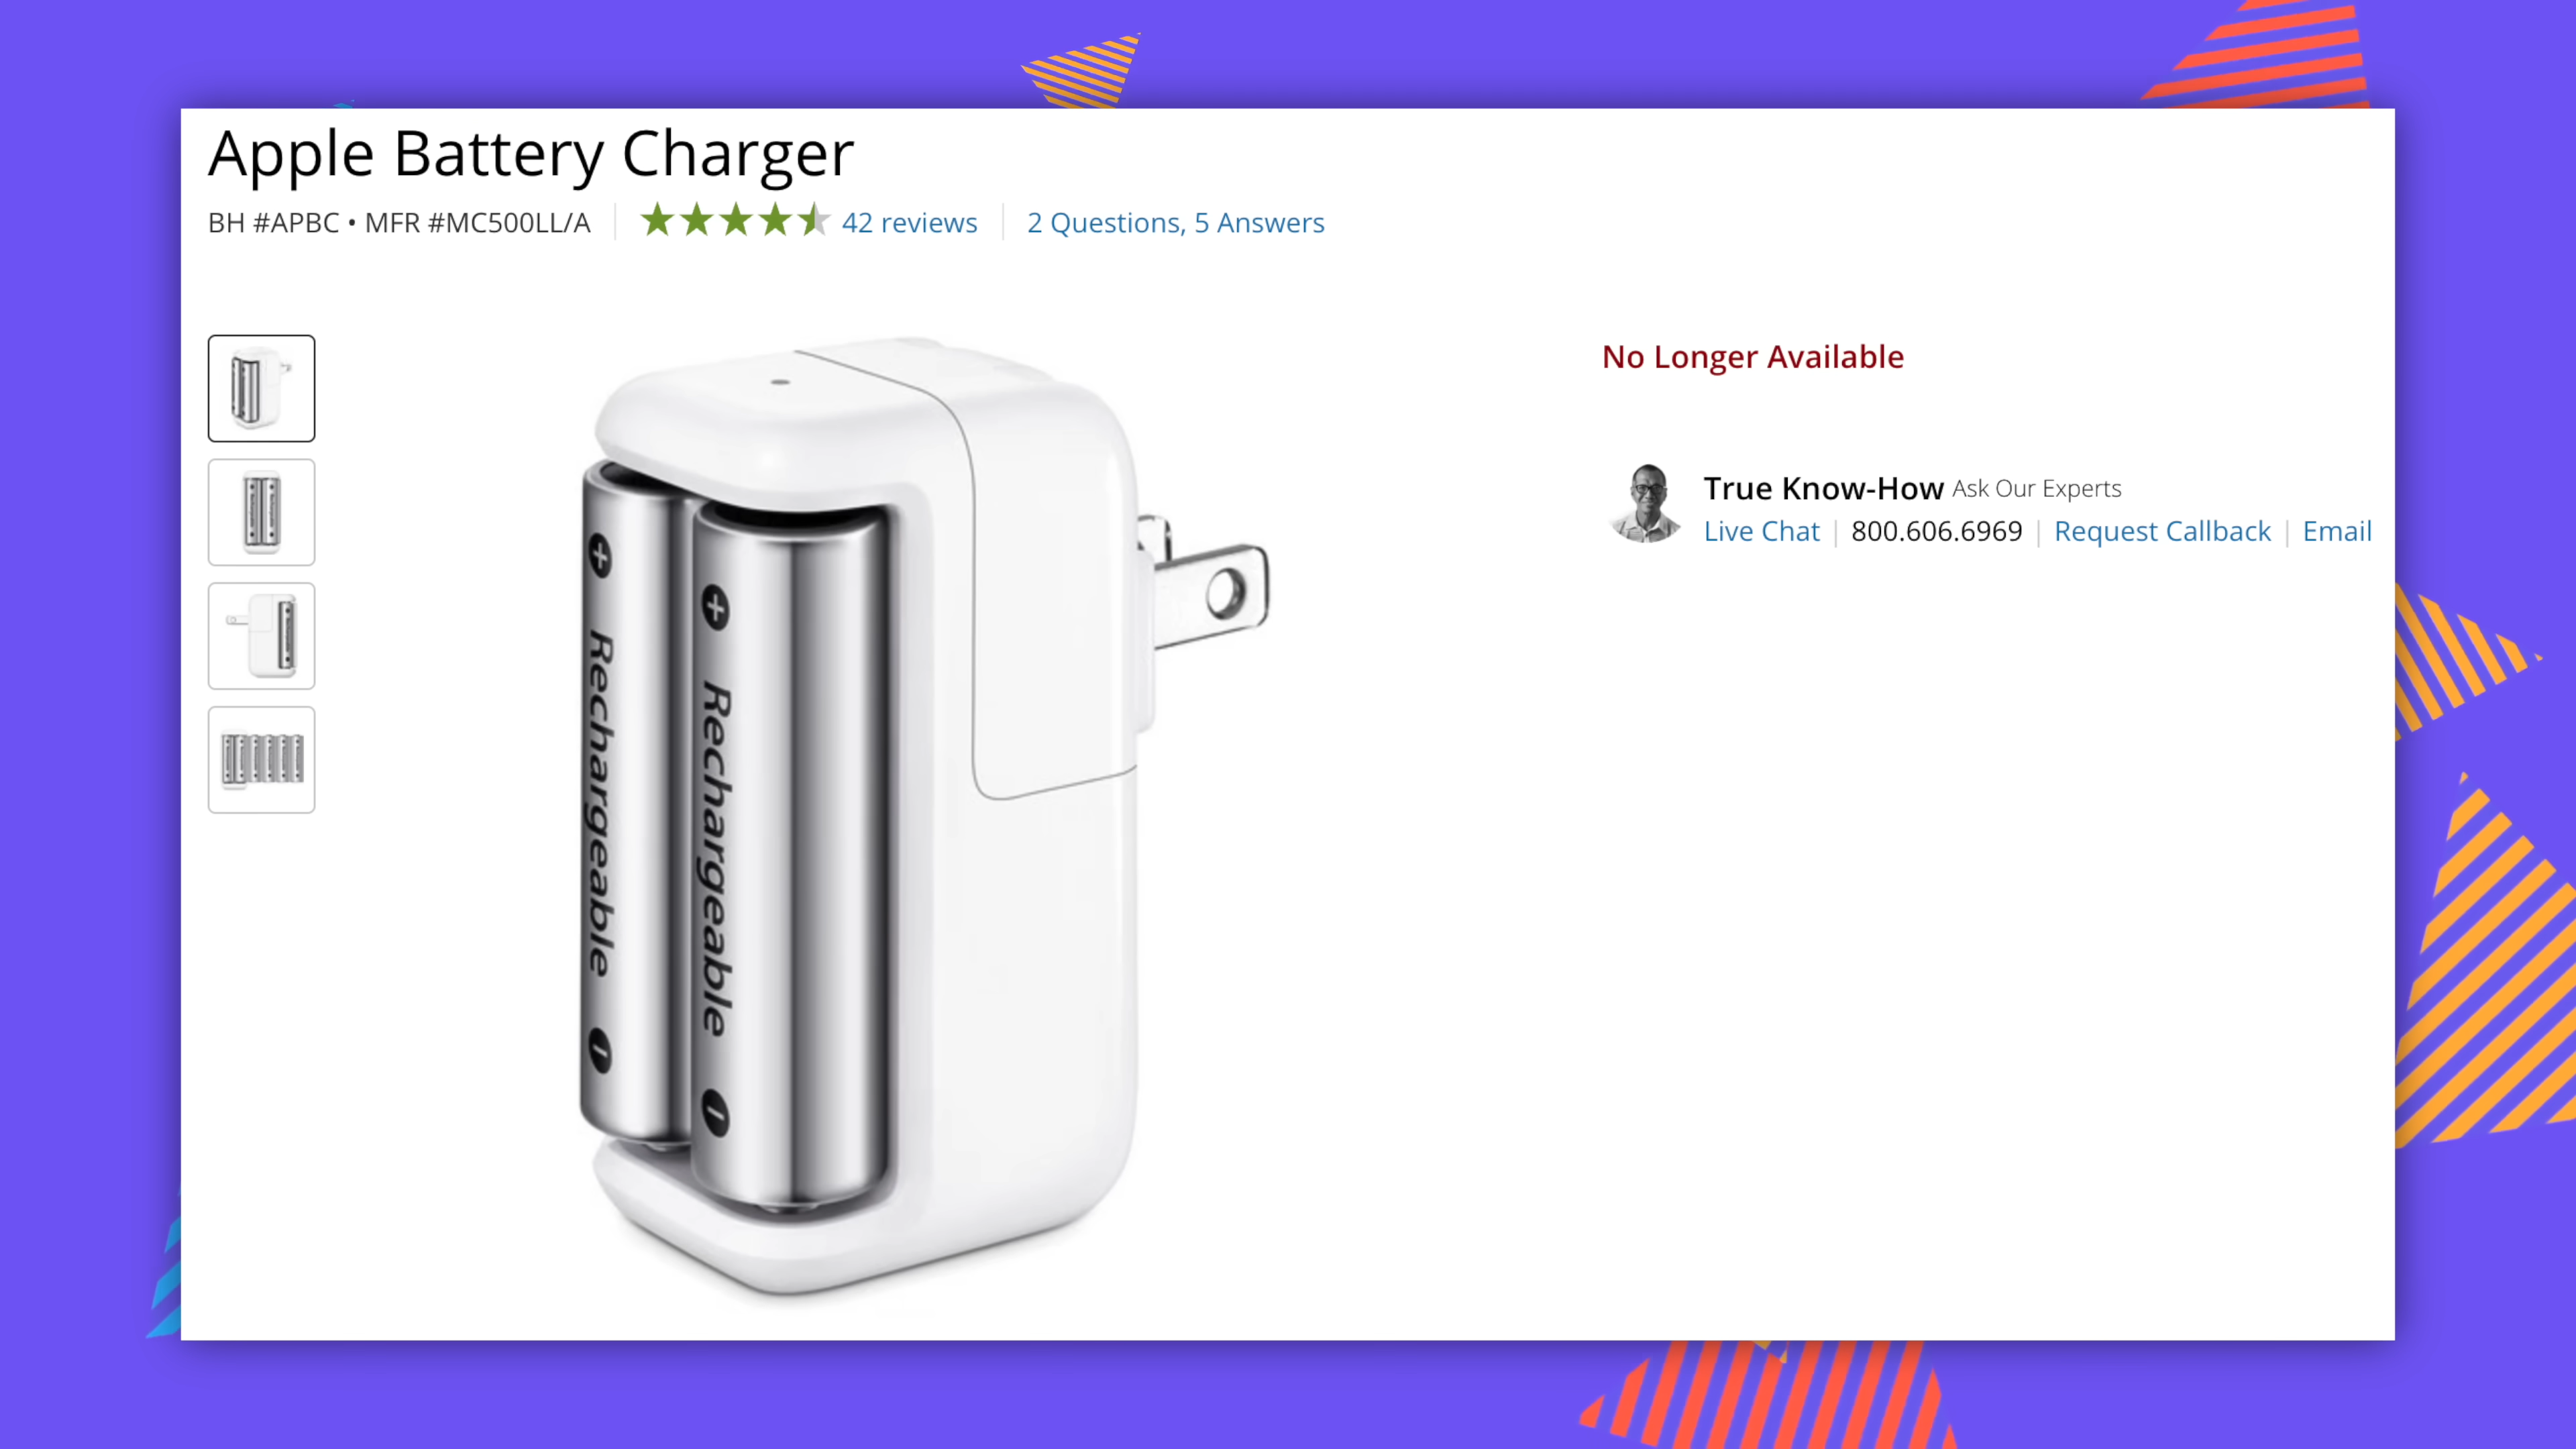 Apple Battery Charger
BH #APBC • MFR #MC500LL/A
42 reviews
2 Questions, 5 Answers
No Longer Available
True Know-How Ask Our Experts
Live Chat | 800.606.6969 | Request Callback | Email
+ Rechargeable −
+ Rechargeable −